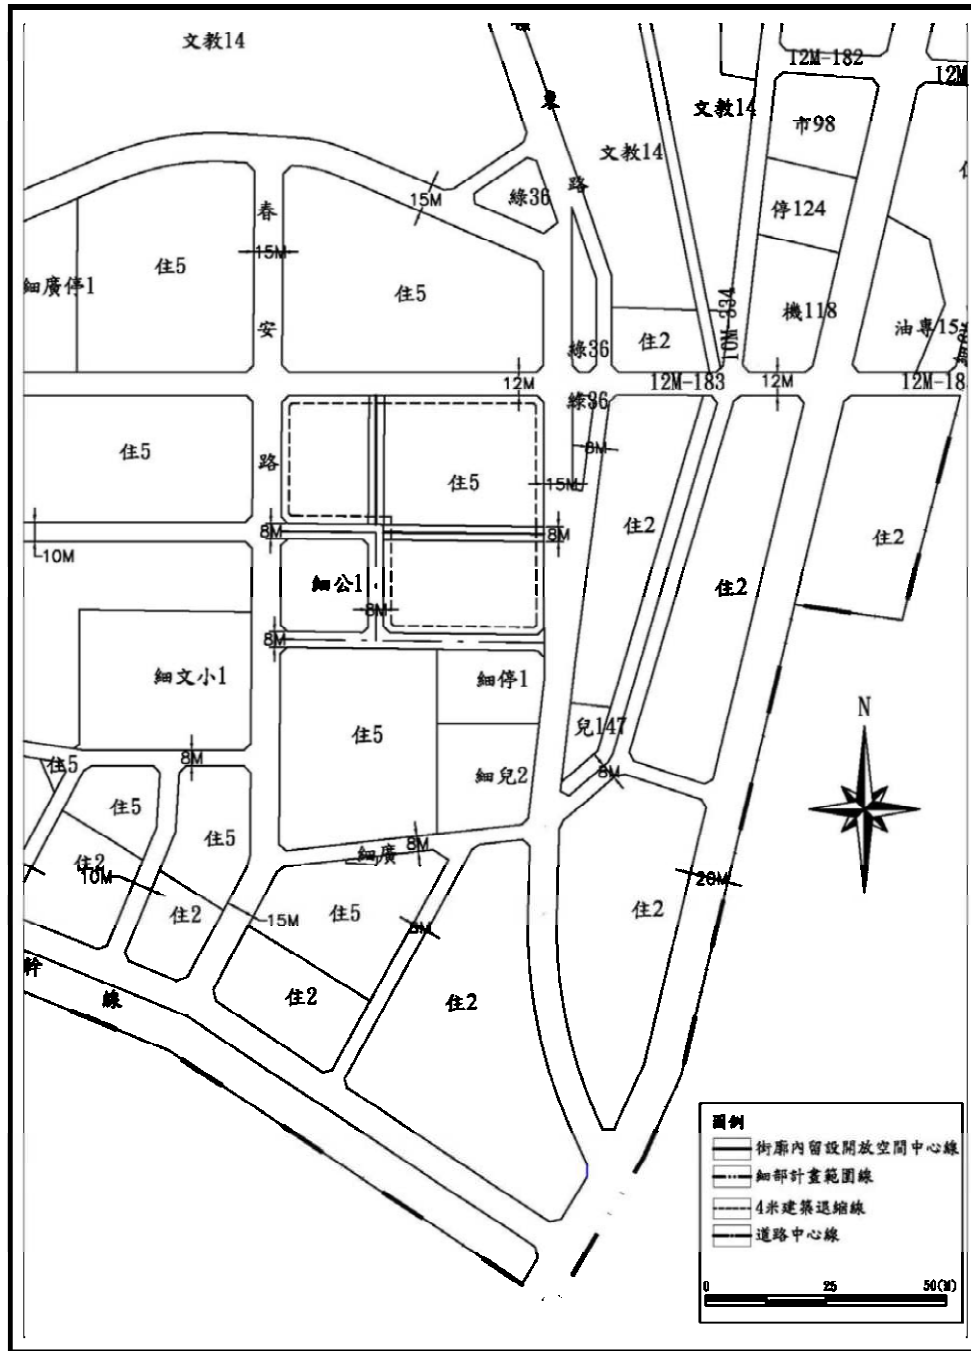 文教14
12M-182
12M
東
文教14
市98
文教14
15M
綠36
路
停124
春
15M
住5
住5
細廣停1
安
10M-334
機118
油專15
住2
綠36
12M
12M-183
12M
12M-18
綠36
住5
路
住5
8M
15M
住2
8M
8M
住2
10M
細公1
住2
8M
8M
細文小1
細停1
住5
兒147
8M
住5
細兒2
8M
N
住5
住5
8M
細廣
住2
10M
20M
住2
15M
住5
8M
住2
幹
線
住2
住2
圖例
街廓內留設開放空間中心線
細部計畫範圍線
4米建築退縮線
道路中心線
0 25 50(M)